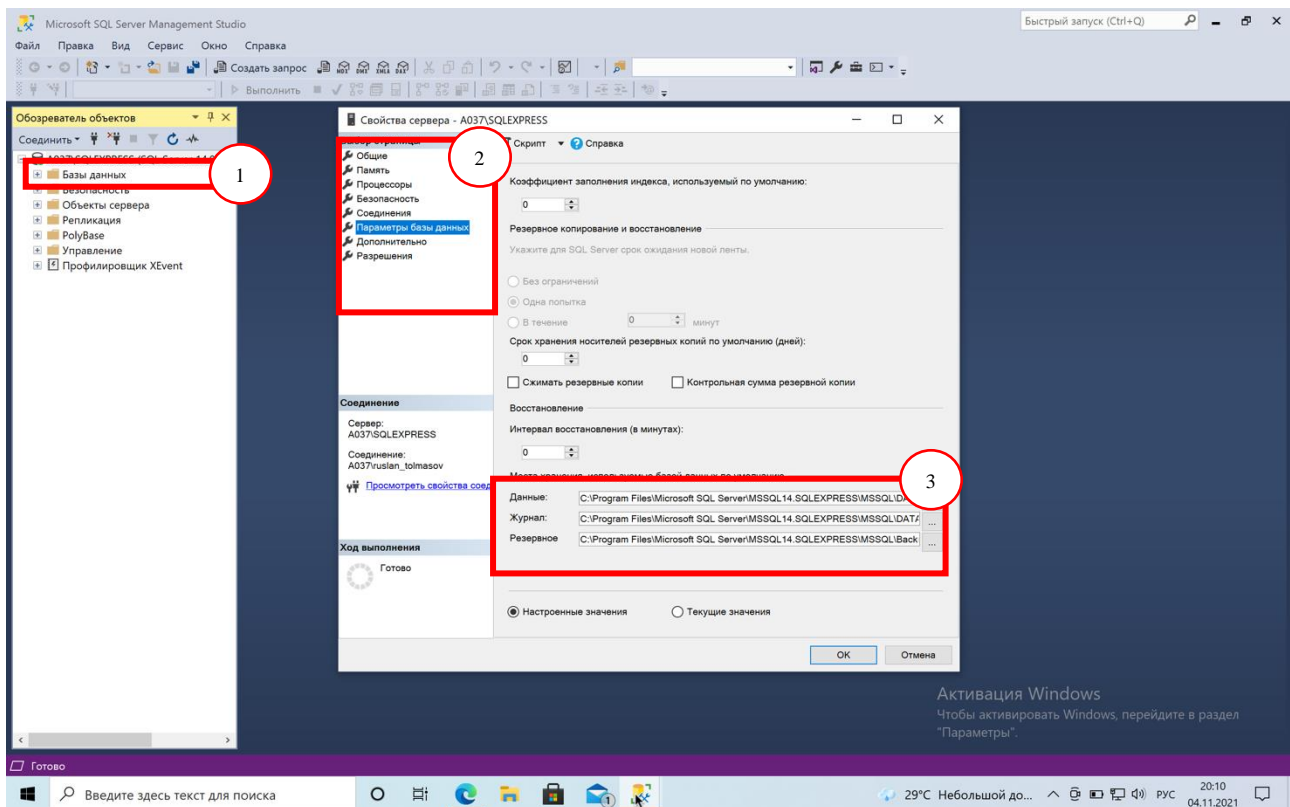 Microsoft SQL Server Management Studio
Быстрый запуск (Ctrl+Q)
Файл Правка Вид Сервис Окно Справка
Создать запрос
Выполнить
Обозреватель объектов
Соединить
Базы данных
1
Безопасность
Объекты сервера
Репликация
PolyBase
Управление
Профилировщик XEvent
Свойства сервера - A037\SQLEXPRESS
2
Общие
Память
Процессоры
Безопасность
Соединения
Параметры базы данных
Дополнительно
Разрешения
Соединение
Сервер:
A037\SQLEXPRESS
Соединение:
A037\ruslan_tolmasov
Просмотреть свойства соед
Ход выполнения
Готово
Скрипт Справка
Коэффициент заполнения индекса, используемый по умолчанию:
0
Резервное копирование и восстановление
Укажите для SQL Server срок ожидания новой ленты.
Без ограничений
Одна попытка
В течение 0 минут
Срок хранения носителей резервных копий по умолчанию (дней):
0
Сжимать резервные копии Контрольная сумма резервной копии
Восстановление
Интервал восстановления (в минутах):
0
3
Данные: C:\Program Files\Microsoft SQL Server\MSSQL14.SQLEXPRESS\MSSQL\DA
Журнал: C:\Program Files\Microsoft SQL Server\MSSQL14.SQLEXPRESS\MSSQL\DATA ...
Резервное C:\Program Files\Microsoft SQL Server\MSSQL14.SQLEXPRESS\MSSQL\Back ...
Настроенные значения Текущие значения
OK Отмена
Активация Windows
Чтобы активировать Windows, перейдите в раздел
"Параметры".
Готово
Введите здесь текст для поиска
1
29°C Небольшой до...
РУС
20:10
04.11.2021